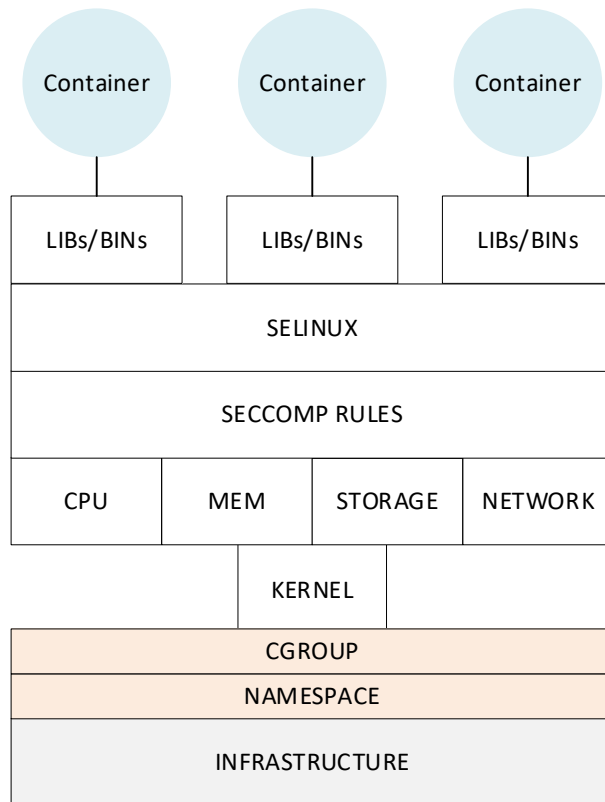 Container
Container
Container
LIBs/BINs
LIBs/BINs
LIBs/BINs
SELINUX
SECCOMP RULES
CPU
MEM
STORAGE
NETWORK
KERNEL
CGROUP
NAMESPACE
INFRASTRUCTURE